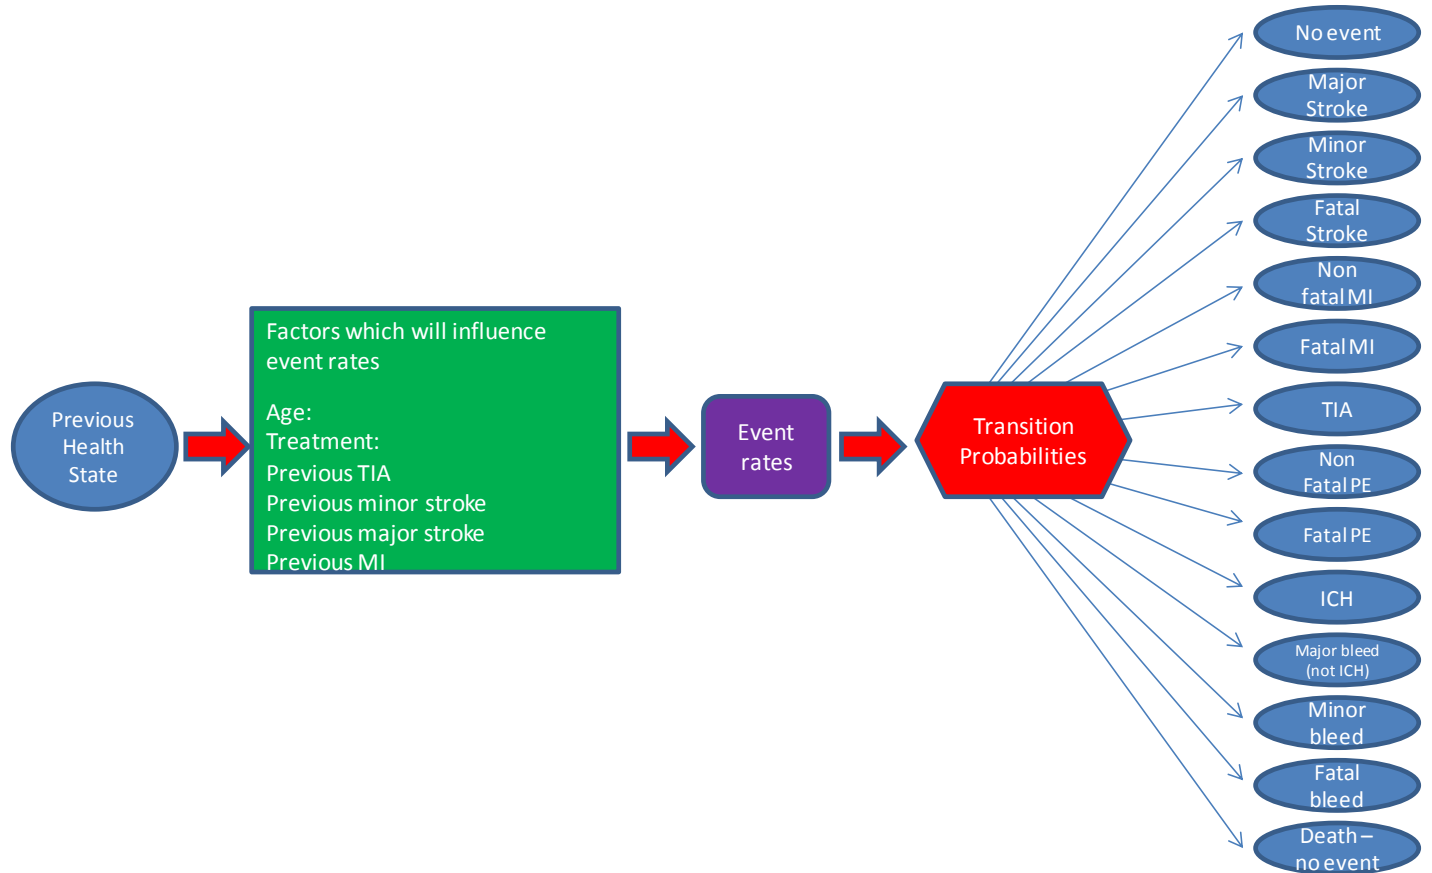 Previous
Health
State
Factors which will influence
event rates
Age:
Treatment:
Previous TIA
Previous minor stroke
Previous major stroke
Previous MI
Event
rates
Transition
Probabilities
No event
Major
Stroke
Minor
Stroke
Fatal
Stroke
Non
fatal MI
Fatal MI
TIA
Non
Fatal PE
Fatal PE
ICH
Major bleed
(not ICH)
Minor
bleed
Fatal
bleed
Death –
no event